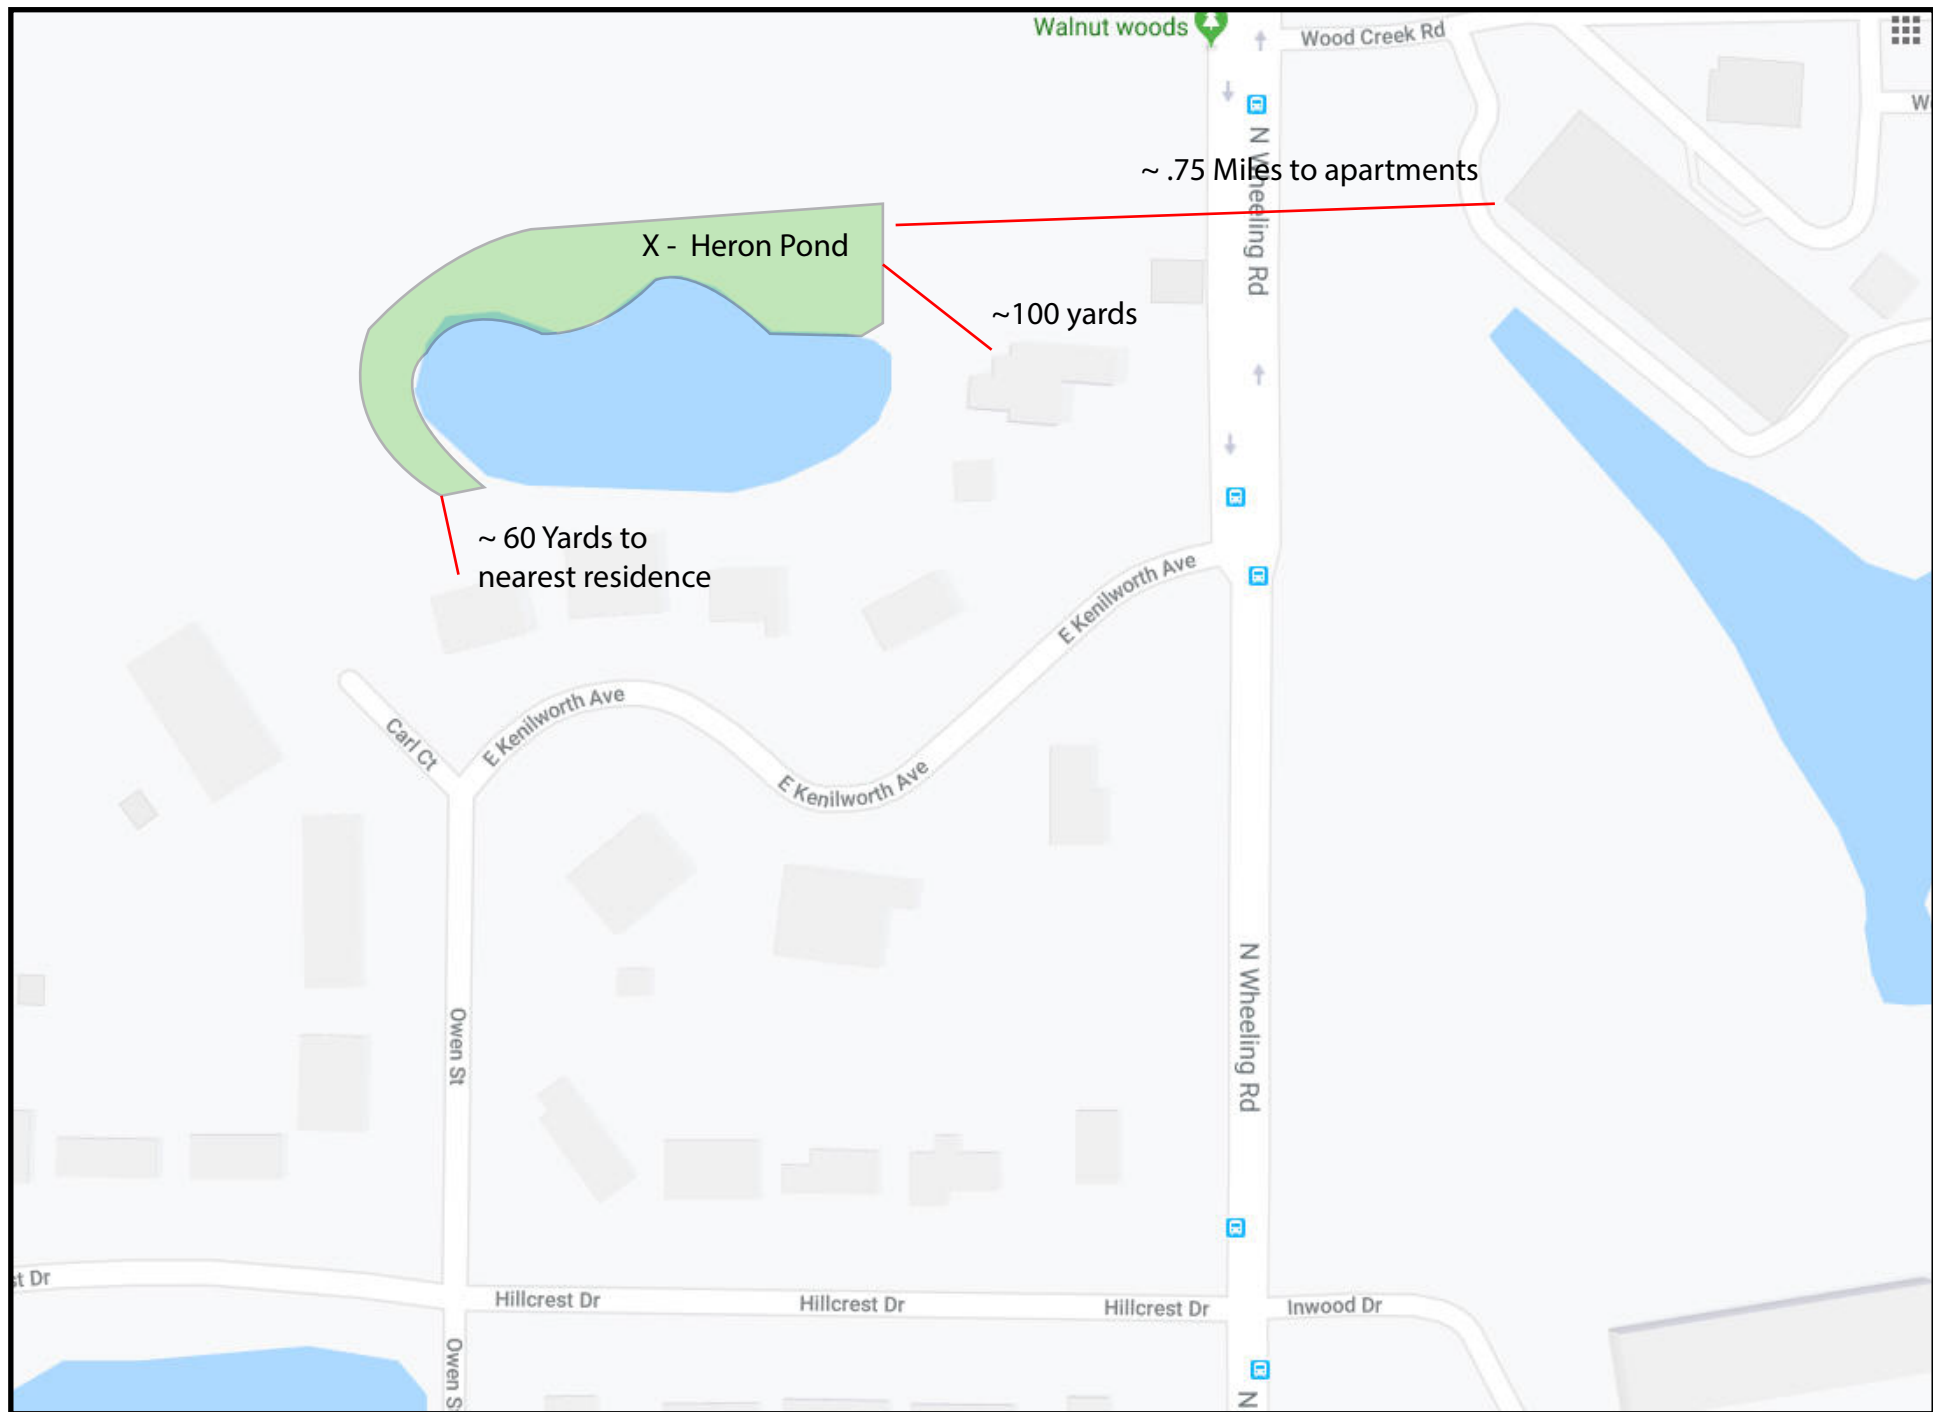 Walnut woods
Wood Creek Rd
W
N Wheeling Rd
~ .75 Miles to apartments
X - Heron Pond
~100 yards
~ 60 Yards to
nearest residence
E Kenilworth Ave
E Kenilworth Ave
E Kenilworth Ave
Carl Ct
Owen St
N Wheeling Rd
st Dr
Hillcrest Dr
Hillcrest Dr
Hillcrest Dr
Inwood Dr
Owen S
N